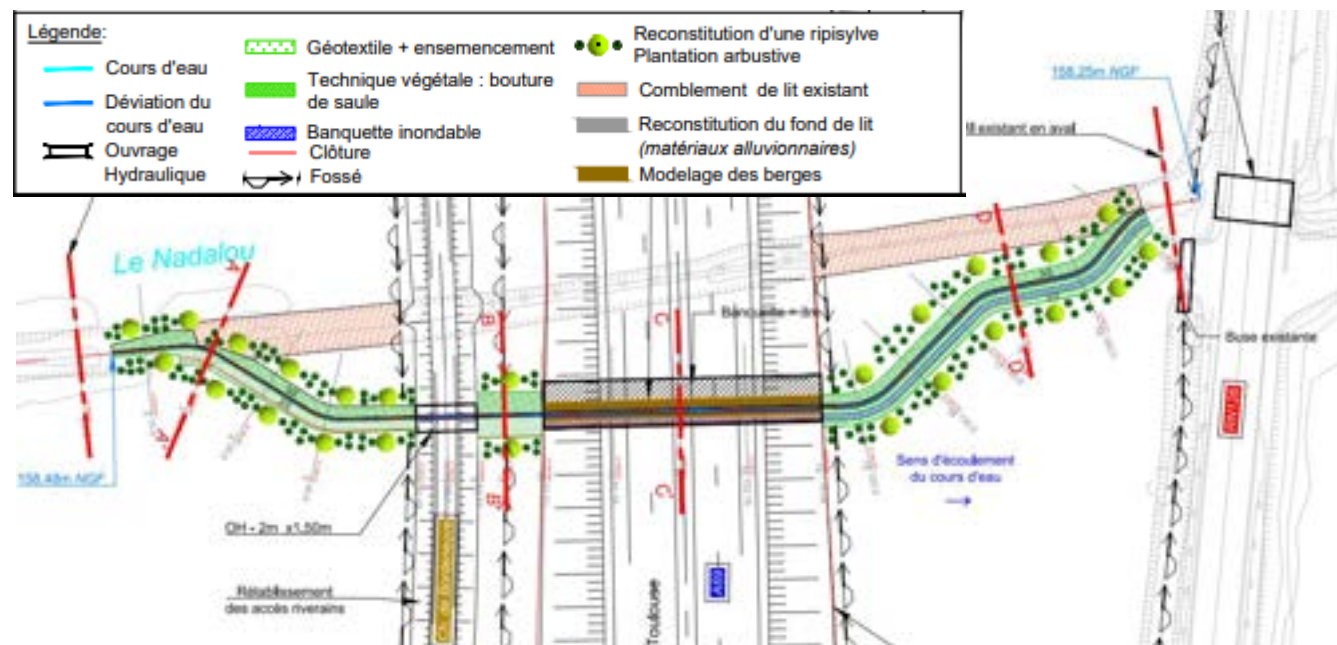 Légende:
Cours d'eau
Déviation du
cours d'eau
Ouvrage
Hydraulique
Géotextile + ensemencement
Technique végétale : bouture
de saule
Banquette inondable
Clôture
Fossé
Reconstitution d'une ripisylve
Plantation arbustive
Comblement de lit existant
Reconstitution du fond de lit
(matériaux alluvionnaires)
Modelage des berges
158.25m NGF
lit existant en aval
Le Nadalou
A
A'
B
B'
C
C'
D
D'
Buse existante
Sens d'écoulement
du cours d'eau
158.48m NGF
OH - 2m x1.50m
Rétablissement
des accès riverains
Toulouse
A69